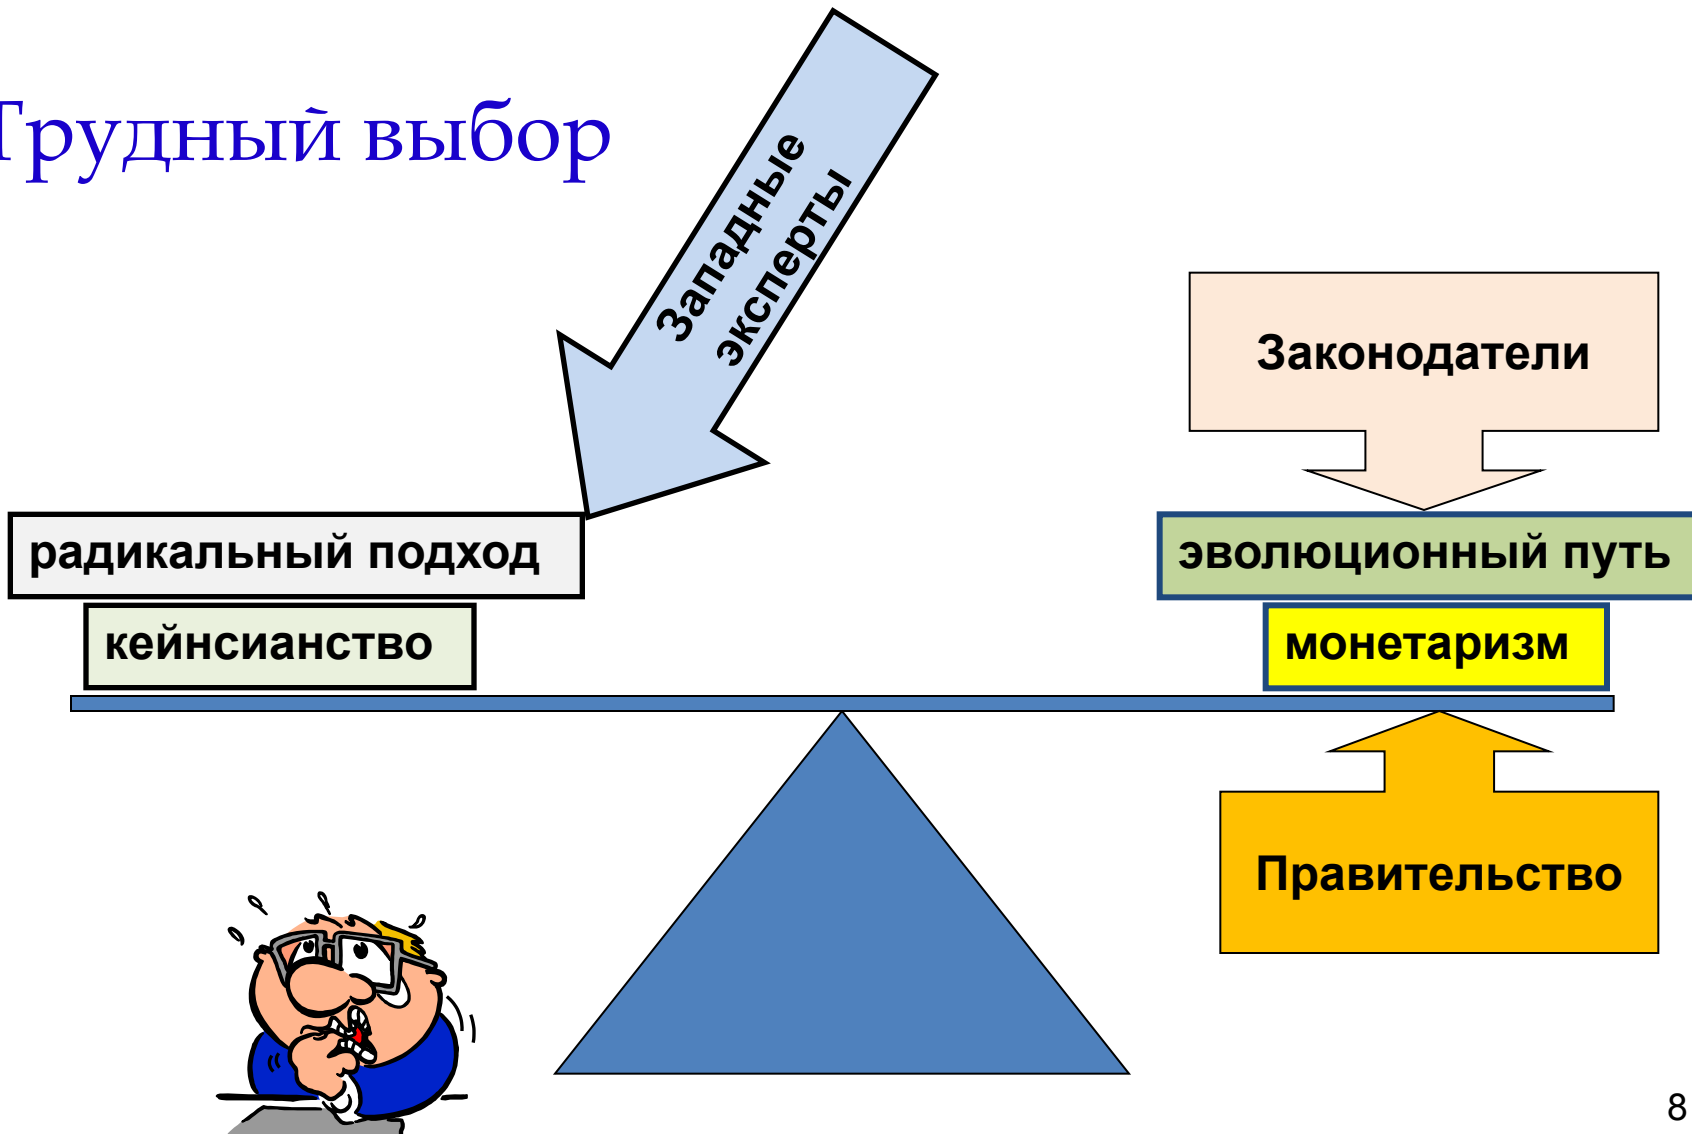 Трудный выбор
Западные
эксперты
Законодатели
радикальный подход
эволюционный путь
кейнсианство
монетаризм
Правительство
8